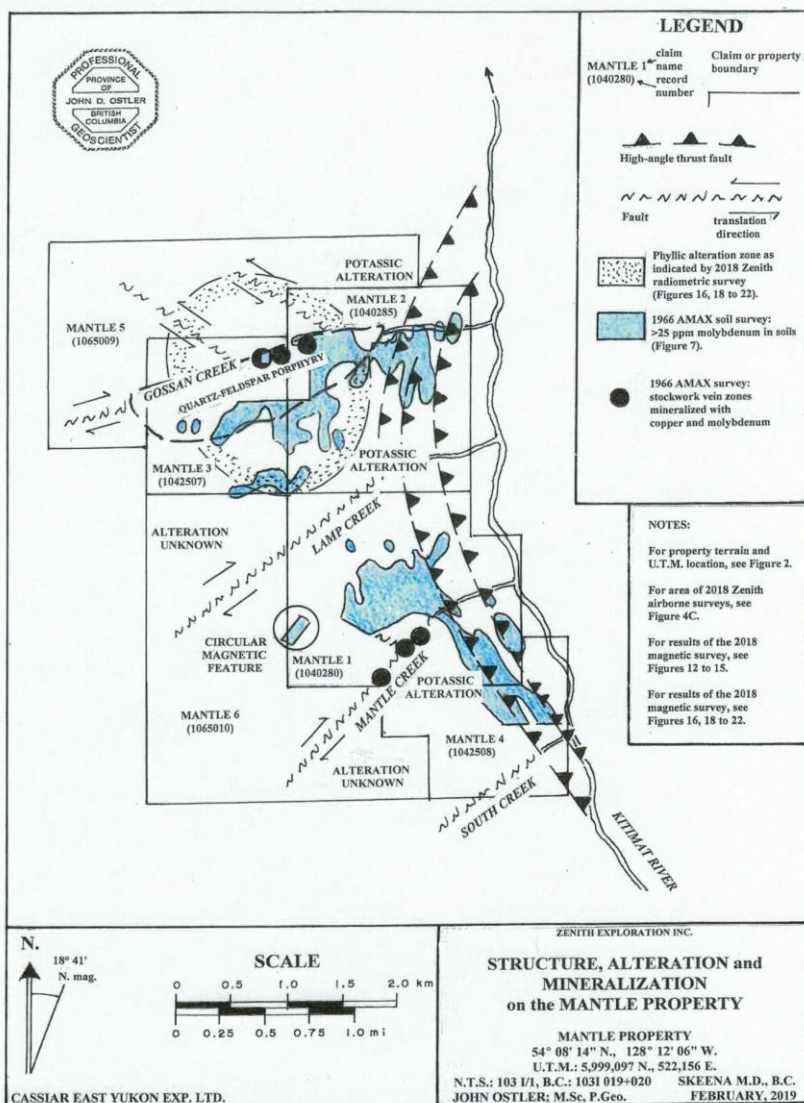 PROFESSIONAL
PROVINCE
OF
JOHN D. OSTLER
BRITISH
COLUMBIA
GEOSCIENTIST
LEGEND
MANTLE 1
(1040280)
claim
name
record
number
Claim or property
boundary
High-angle thrust fault
Fault
translation
direction
Phyllic alteration zone as
indicated by 2018 Zenith
radiometric survey
(Figures 16, 18 to 22).
1966 AMAX soil survey:
>25 ppm molybdenum in soils
(Figure 7).
1966 AMAX survey:
stockwork vein zones
mineralized with
copper and molybdenum
NOTES:
For property terrain and
U.T.M. location, see Figure 2.
For area of 2018 Zenith
airborne surveys, see
Figure 4C.
For results of the 2018
magnetic survey, see
Figures 12 to 15.
For results of the 2018
magnetic survey, see
Figures 16, 18 to 22.
POTASSIC
ALTERATION
MANTLE 2
(1040285)
MANTLE 5
(1065009)
GOSSAN CREEK
QUARTZ-FELDSPAR PORPHYRY
MANTLE 3
(1042507)
POTASSIC
ALTERATION
ALTERATION
UNKNOWN
LAMP CREEK
CIRCULAR
MAGNETIC
FEATURE
MANTLE 1
(1040280)
MANTLE CREEK
POTASSIC
ALTERATION
MANTLE 6
(1065010)
MANTLE 4
(1042508)
ALTERATION
UNKNOWN
SOUTH CREEK
KITIMAT RIVER
N.
18° 41'
N. mag.
SCALE
0 0.5 1.0 1.5 2.0 km
0 0.25 0.5 0.75 1.0 mi
CASSIAR EAST YUKON EXP. LTD.
ZENITH EXPLORATION INC.
STRUCTURE, ALTERATION and
MINERALIZATION
on the MANTLE PROPERTY
MANTLE PROPERTY
54° 08' 14" N., 128° 12' 06" W.
U.T.M.: 5,999,097 N., 522,156 E.
N.T.S.: 103 I/1, B.C.: 103I 019+020 SKEENA M.D., B.C.
JOHN OSTLER; M.Sc, P.Geo. FEBRUARY, 2019